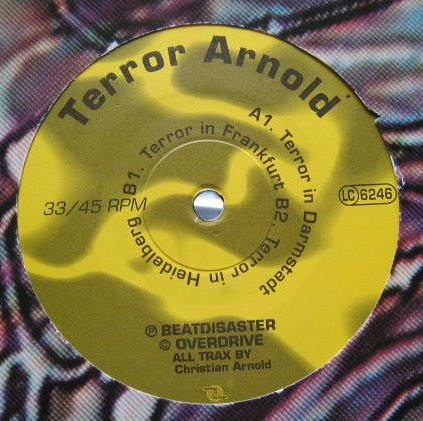 Terror Arnold
A1. Terror in Darmstadt
B1. Terror in Frankfurt B2. Terror in Heidelberg
33/45 RPM
LC 6246
Ⓟ BEATDISASTER
© OVERDRIVE
ALL TRAX BY
Christian Arnold